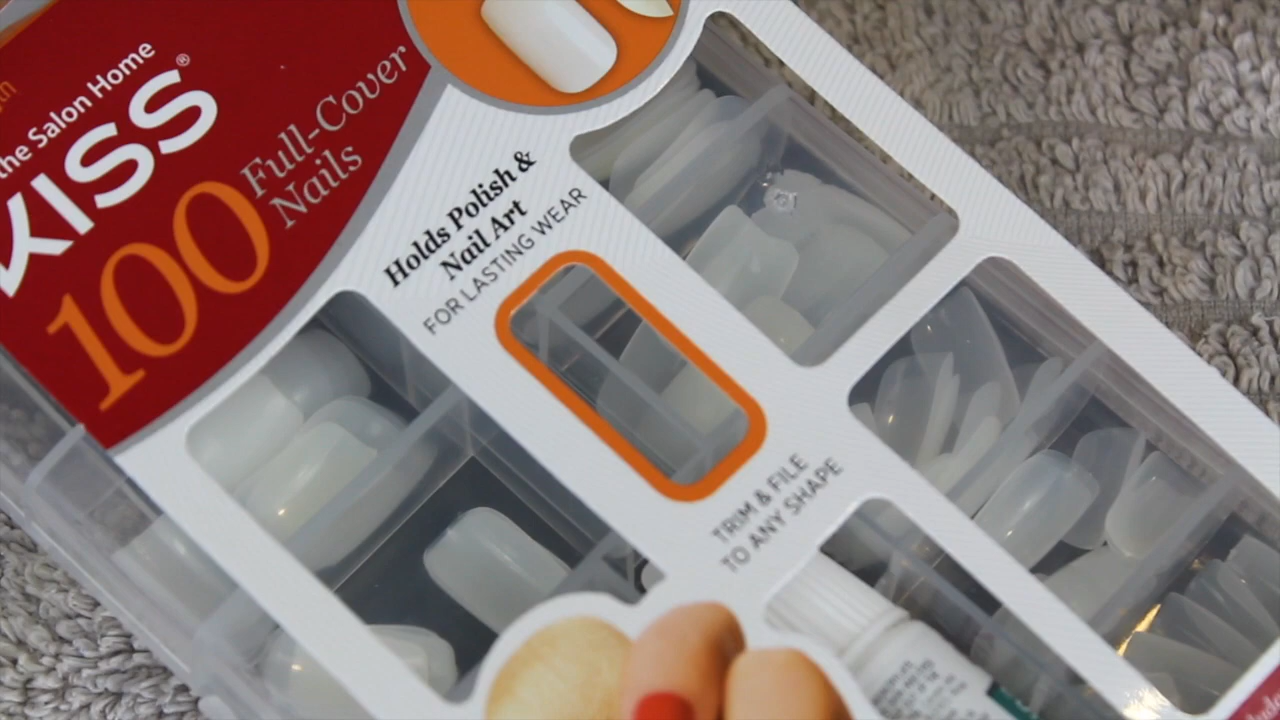 the Salon Home
KISS®
100
Full-Cover
Nails
Holds Polish &
Nail Art
FOR LASTING WEAR
TRIM & FILE
TO ANY SHAPE